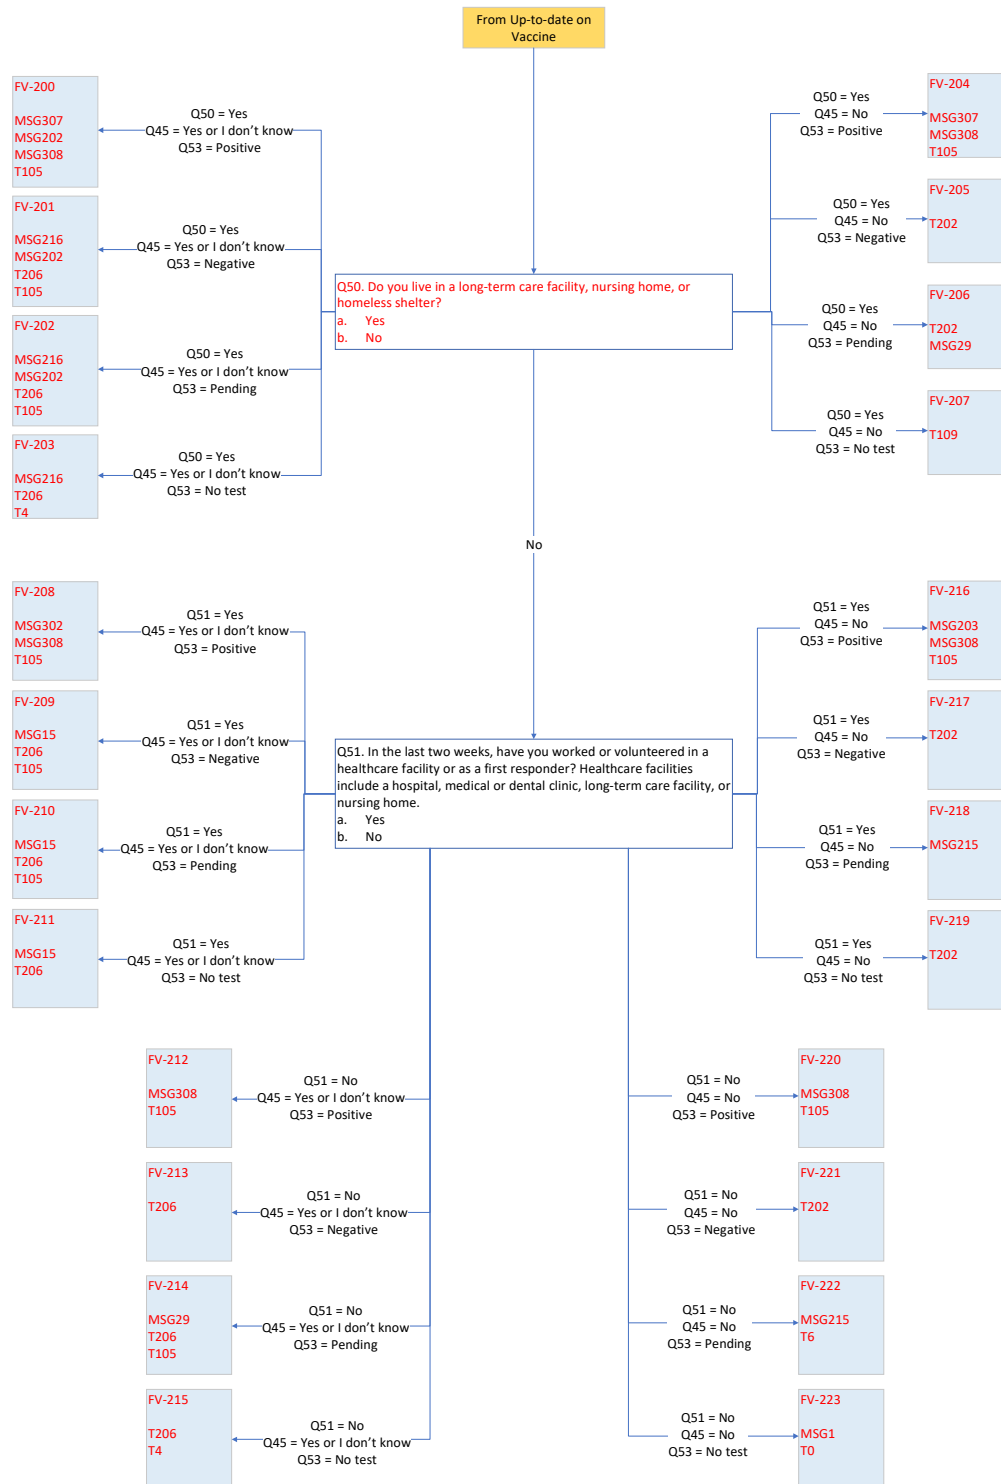 From Up-to-date on
Vaccine
FV-200
MSG307
MSG202
MSG308
T105
Q50 = Yes
Q45 = Yes or I don't know
Q53 = Positive
Q50 = Yes
Q45 = No
Q53 = Positive
FV-204
MSG307
MSG308
T105
FV-201
MSG216
MSG202
T206
T105
Q50 = Yes
Q45 = Yes or I don't know
Q53 = Negative
Q50 = Yes
Q45 = No
Q53 = Negative
FV-205
T202
Q50. Do you live in a long-term care facility, nursing home, or
homeless shelter?
a. Yes
b. No
FV-202
MSG216
MSG202
T206
T105
Q50 = Yes
Q45 = Yes or I don't know
Q53 = Pending
Q50 = Yes
Q45 = No
Q53 = Pending
FV-206
T202
MSG29
FV-203
MSG216
T206
T4
Q50 = Yes
Q45 = Yes or I don't know
Q53 = No test
Q50 = Yes
Q45 = No
Q53 = No test
FV-207
T109
No
FV-208
MSG302
MSG308
T105
Q51 = Yes
Q45 = Yes or I don't know
Q53 = Positive
Q51 = Yes
Q45 = No
Q53 = Positive
FV-216
MSG203
MSG308
T105
FV-209
MSG15
T206
T105
Q51 = Yes
Q45 = Yes or I don't know
Q53 = Negative
Q51 = Yes
Q45 = No
Q53 = Negative
FV-217
T202
Q51. In the last two weeks, have you worked or volunteered in a
healthcare facility or as a first responder? Healthcare facilities
include a hospital, medical or dental clinic, long-term care facility, or
nursing home.
a. Yes
b. No
FV-210
MSG15
T206
T105
Q51 = Yes
Q45 = Yes or I don't know
Q53 = Pending
Q51 = Yes
Q45 = No
Q53 = Pending
FV-218
MSG215
FV-211
MSG15
T206
Q51 = Yes
Q45 = Yes or I don't know
Q53 = No test
Q51 = Yes
Q45 = No
Q53 = No test
FV-219
T202
FV-212
MSG308
T105
Q51 = No
Q45 = Yes or I don't know
Q53 = Positive
Q51 = No
Q45 = No
Q53 = Positive
FV-220
MSG308
T105
FV-213
T206
Q51 = No
Q45 = Yes or I don't know
Q53 = Negative
Q51 = No
Q45 = No
Q53 = Negative
FV-221
T202
FV-214
MSG29
T206
T105
Q51 = No
Q45 = Yes or I don't know
Q53 = Pending
Q51 = No
Q45 = No
Q53 = Pending
FV-222
MSG215
T6
FV-215
T206
T4
Q51 = No
Q45 = Yes or I don't know
Q53 = No test
Q51 = No
Q45 = No
Q53 = No test
FV-223
MSG1
T0